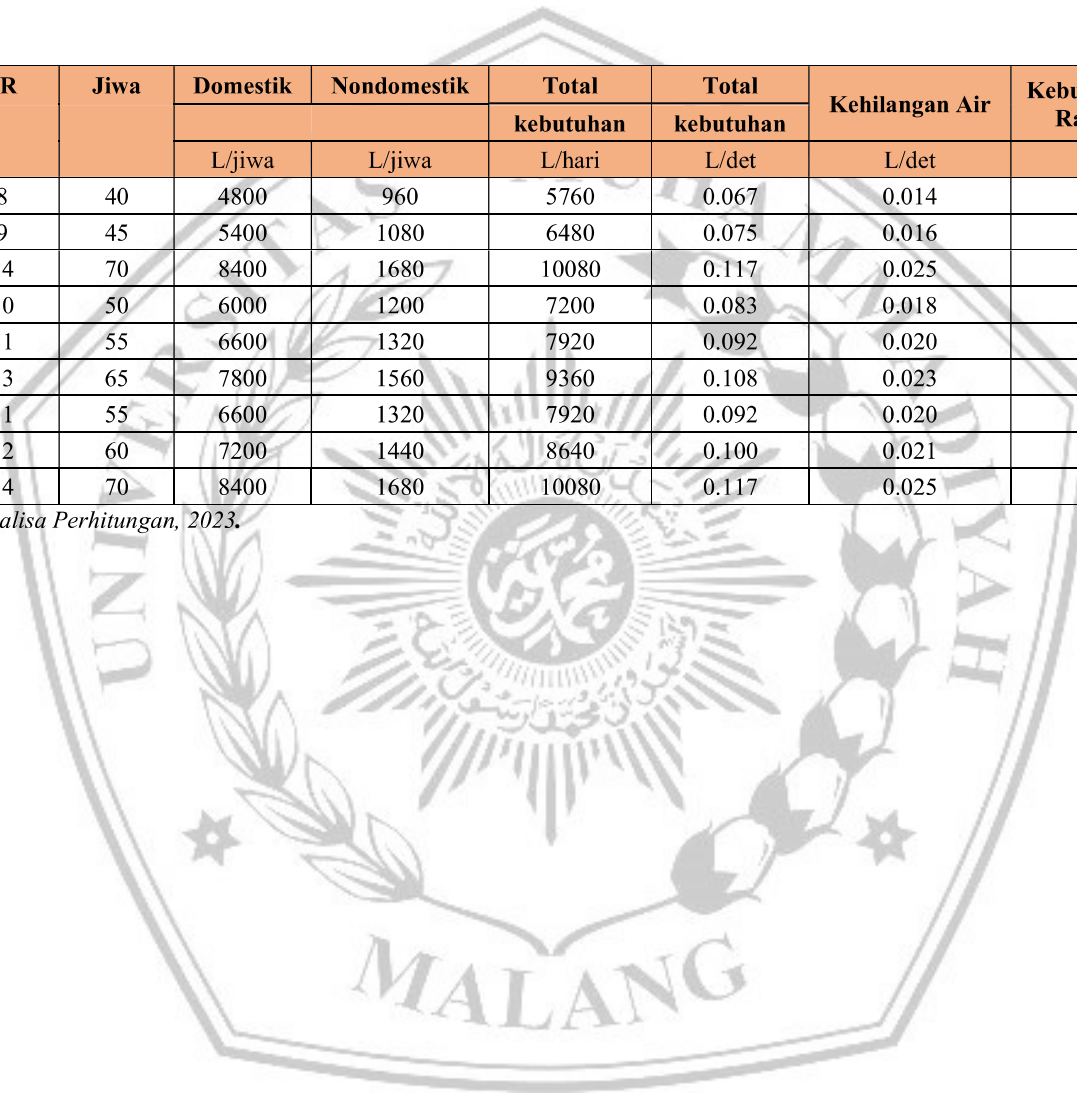 R Jiwa Domestik Nondomestik Total Total Kehilangan Air Kebu
kebutuhan kebutuhan Ra
L/jiwa L/jiwa L/hari L/det L/det
8 40 4800 960 5760 0.067 0.014
9 45 5400 1080 6480 0.075 0.016
4 70 8400 1680 10080 0.117 0.025
0 50 6000 1200 7200 0.083 0.018
1 55 6600 1320 7920 0.092 0.020
3 65 7800 1560 9360 0.108 0.023
1 55 6600 1320 7920 0.092 0.020
2 60 7200 1440 8640 0.100 0.021
4 70 8400 1680 10080 0.117 0.025
alisa Perhitungan, 2023.
UNIVERSITAS MUHAMMADIYAH
MALANG